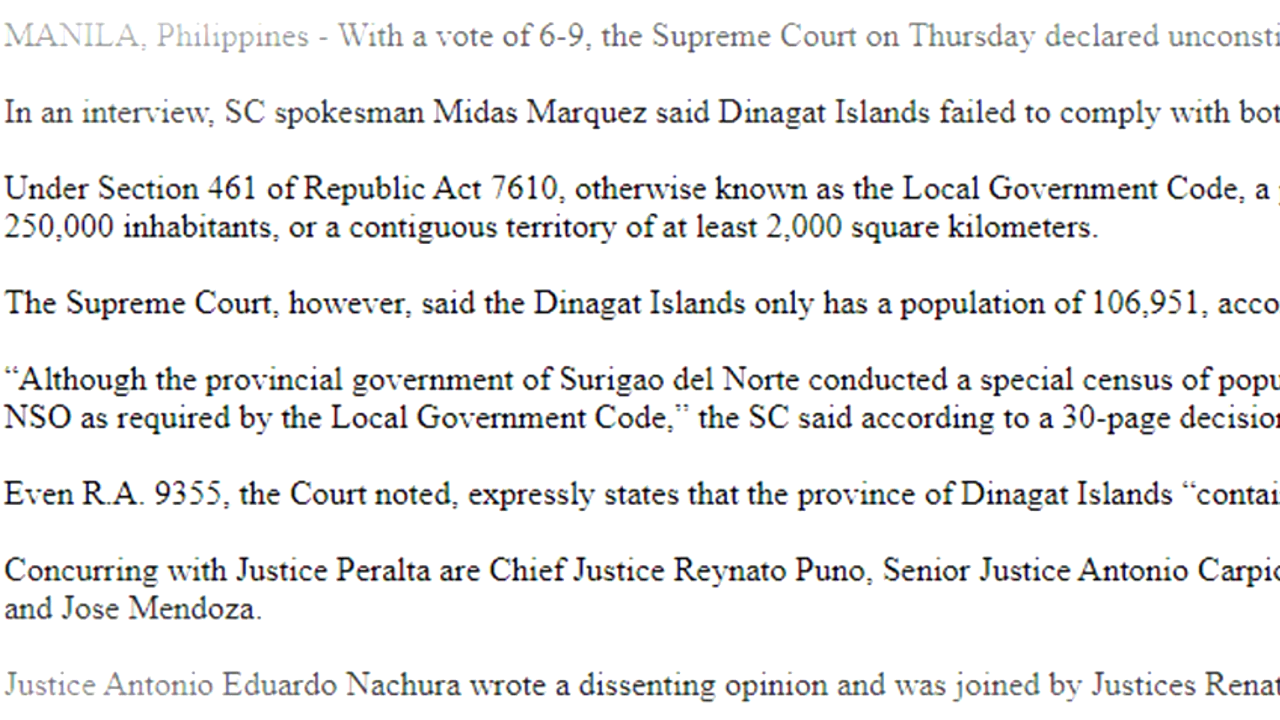 MANILA, Philippines - With a vote of 6-9, the Supreme Court on Thursday declared unconsti
In an interview, SC spokesman Midas Marquez said Dinagat Islands failed to comply with bot
Under Section 461 of Republic Act 7610, otherwise known as the Local Government Code, a
250,000 inhabitants, or a contiguous territory of at least 2,000 square kilometers.
The Supreme Court, however, said the Dinagat Islands only has a population of 106,951, acco
“Although the provincial government of Surigao del Norte conducted a special census of popu
NSO as required by the Local Government Code,” the SC said according to a 30-page decision
Even R.A. 9355, the Court noted, expressly states that the province of Dinagat Islands “contai
Concurring with Justice Peralta are Chief Justice Reynato Puno, Senior Justice Antonio Carpio
and Jose Mendoza.
Justice Antonio Eduardo Nachura wrote a dissenting opinion and was joined by Justices Renat